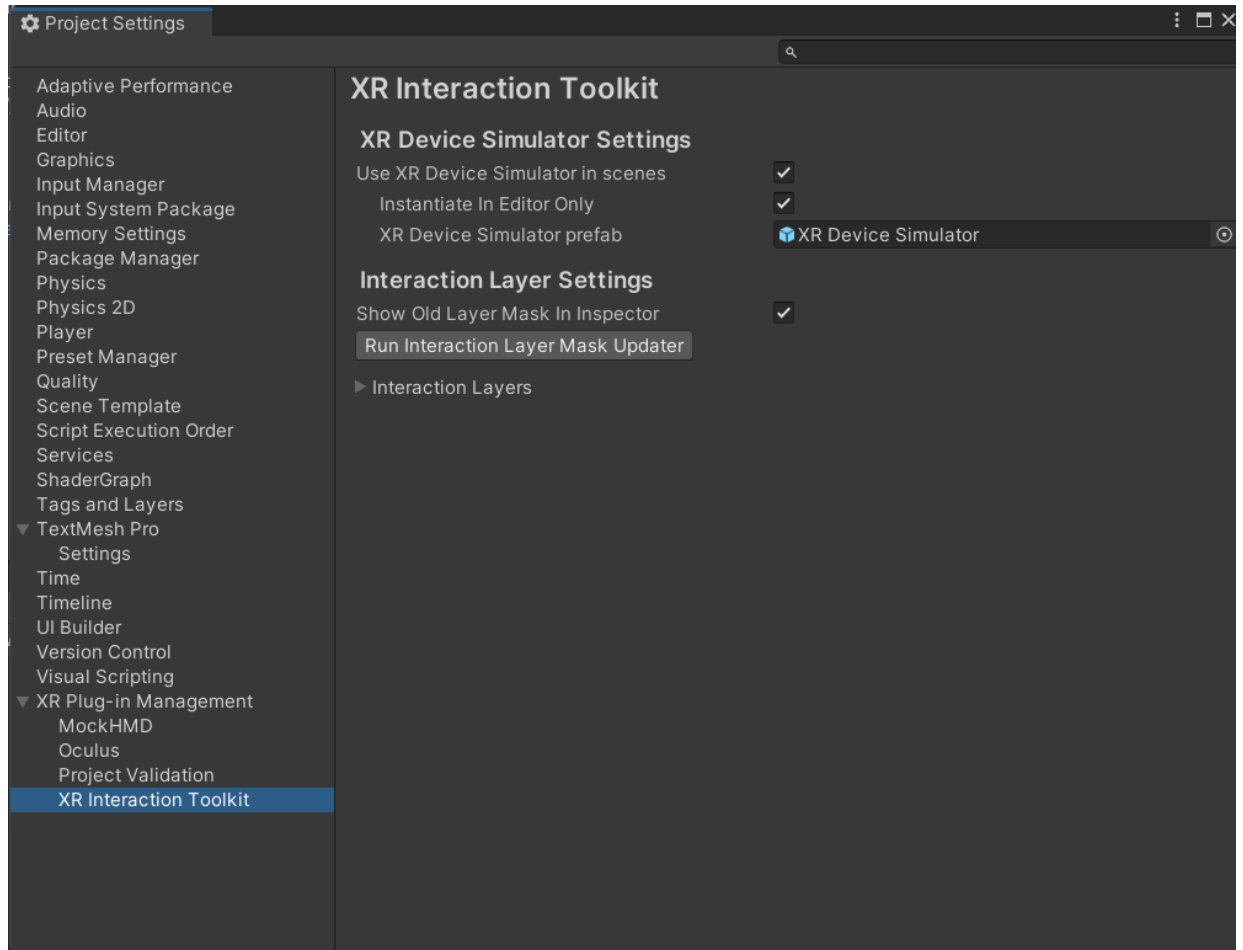 Project Settings
Adaptive Performance
Audio
Editor
Graphics
Input Manager
Input System Package
Memory Settings
Package Manager
Physics
Physics 2D
Player
Preset Manager
Quality
Scene Template
Script Execution Order
Services
ShaderGraph
Tags and Layers
TextMesh Pro
Settings
Time
Timeline
UI Builder
Version Control
Visual Scripting
XR Plug-in Management
MockHMD
Oculus
Project Validation
XR Interaction Toolkit
XR Interaction Toolkit
XR Device Simulator Settings
Use XR Device Simulator in scenes
Instantiate In Editor Only
XR Device Simulator prefab
XR Device Simulator
Interaction Layer Settings
Show Old Layer Mask In Inspector
Run Interaction Layer Mask Updater
Interaction Layers